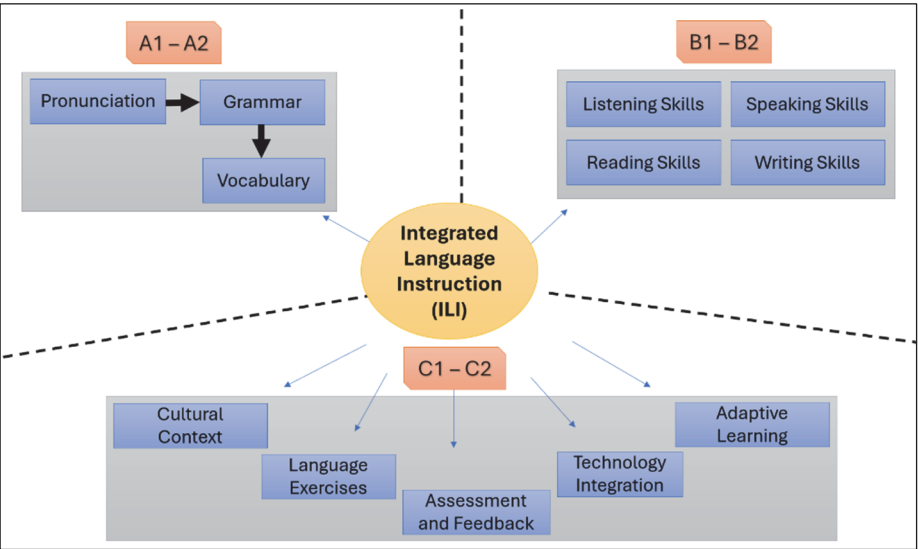 A1 – A2
Pronunciation
Grammar
Vocabulary
B1 – B2
Listening Skills
Speaking Skills
Reading Skills
Writing Skills
Integrated
Language
Instruction
(ILI)
C1 – C2
Cultural
Context
Language
Exercises
Assessment
and Feedback
Technology
Integration
Adaptive
Learning